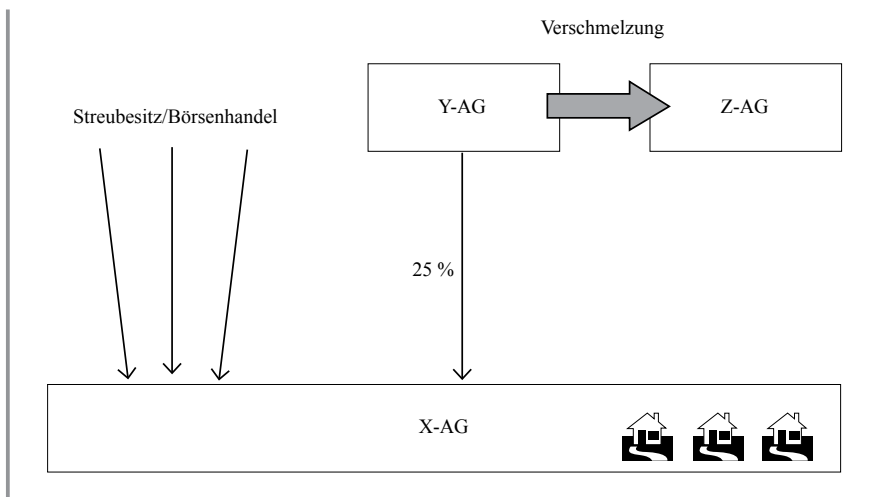 Verschmelzung
Y-AG
Z-AG
Streubesitz/Börsenhandel
25 %
X-AG